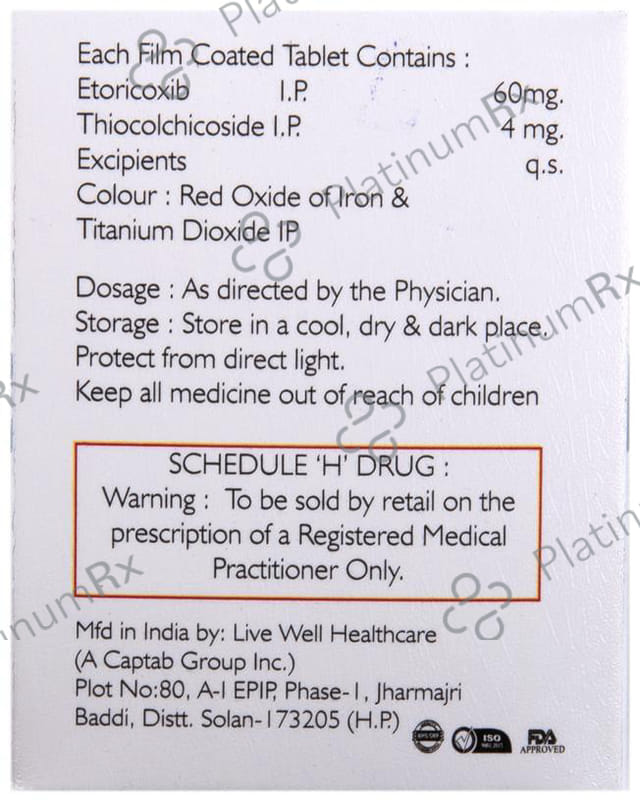 Each Film Coated Tablet Contains :
Etoricoxib I.P. 60mg.
Thiocolchicoside I.P. 4 mg.
Excipients q.s.
Colour : Red Oxide of Iron &
Titanium Dioxide IP
Dosage : As directed by the Physician.
Storage : Store in a cool, dry & dark place.
Protect from direct light.
Keep all medicine out of reach of children
SCHEDULE 'H' DRUG :
Warning : To be sold by retail on the
prescription of a Registered Medical
Practitioner Only.
Mfd in India by: Live Well Healthcare
(A Captab Group Inc.)
Plot No:80, A-1 EPIP, Phase-1, Jharmajri
Baddi, Distt. Solan-173205 (H.P.)
ISO
FDA
APPROVED
PlatinumRx
PlatinumRx